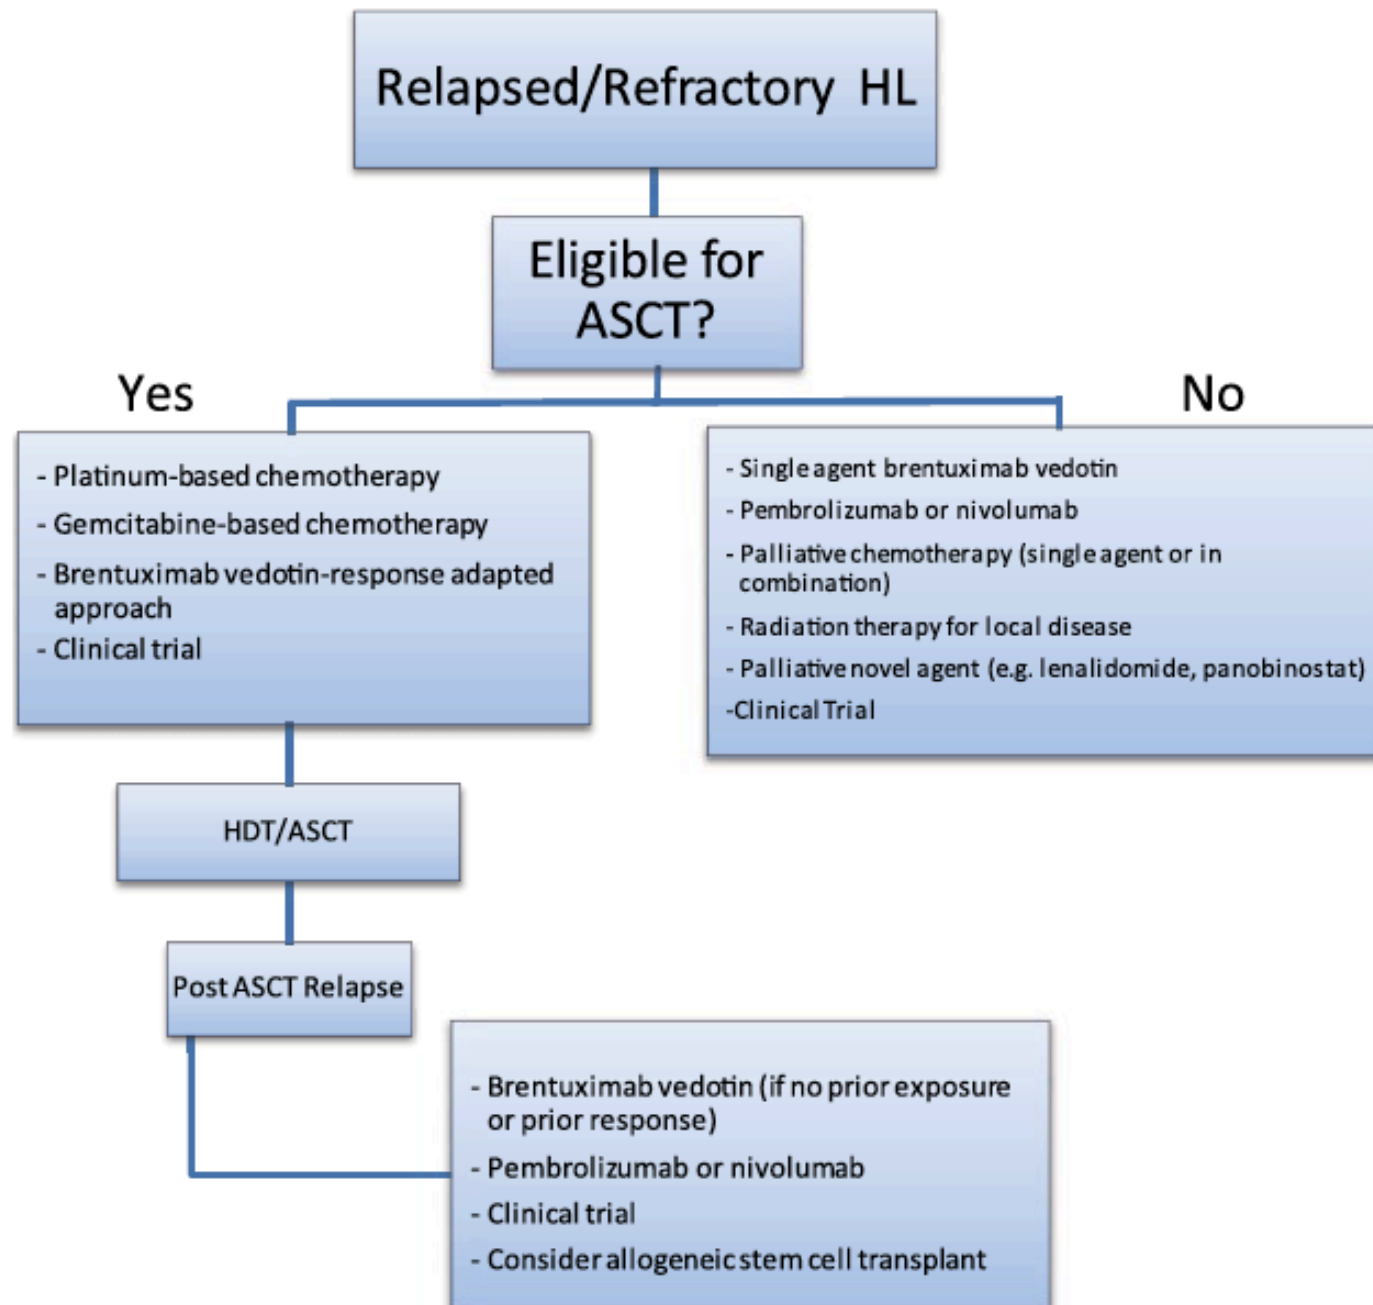 Relapsed/Refractory HL
Eligible for
ASCT?
Yes
No
- Platinum-based chemotherapy
- Gemcitabine-based chemotherapy
- Brentuximab vedotin-response adapted
approach
- Clinical trial
- Single agent brentuximab vedotin
- Pembrolizumab or nivolumab
- Palliative chemotherapy (single agent or in
combination)
- Radiation therapy for local disease
- Palliative novel agent (e.g. lenalidomide, panobinostat)
-Clinical Trial
HDT/ASCT
Post ASCT Relapse
- Brentuximab vedotin (if no prior exposure
or prior response)
- Pembrolizumab or nivolumab
- Clinical trial
- Consider allogeneic stem cell transplant